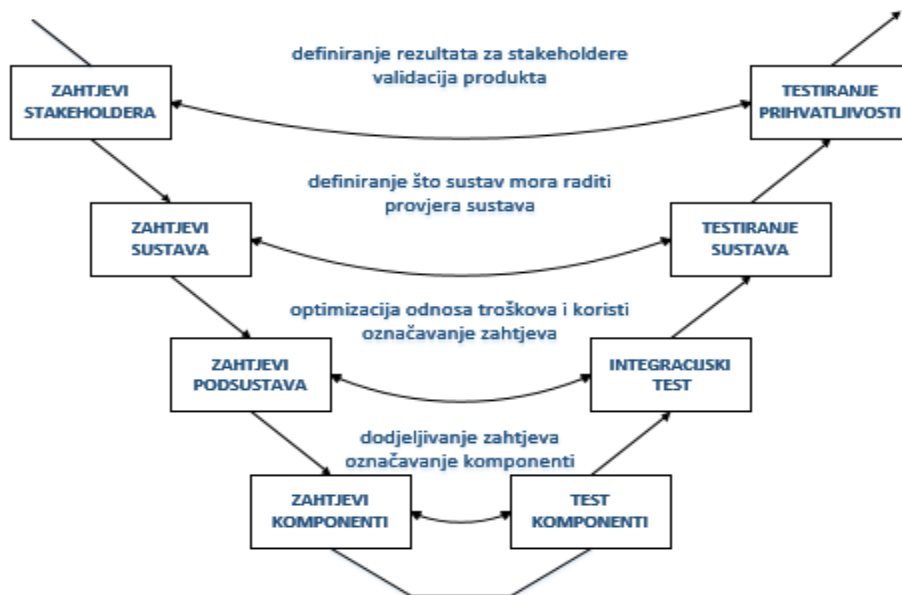 definiranje rezultata za stakeholdere
validacija produkta
ZAHTJEVI
STAKEHOLDERA
TESTIRANJE
PRIHVATLJIVOSTI
definiranje što sustav mora raditi
provjera sustava
ZAHTJEVI
SUSTAVA
TESTIRANJE
SUSTAVA
optimizacija odnosa troškova i koristi
označavanje zahtjeva
ZAHTJEVI
PODSUSTAVA
INTEGRACIJSKI
TEST
dodjeljivanje zahtjeva
označavanje komponenti
ZAHTJEVI
KOMPONENTI
TEST
KOMPONENTI